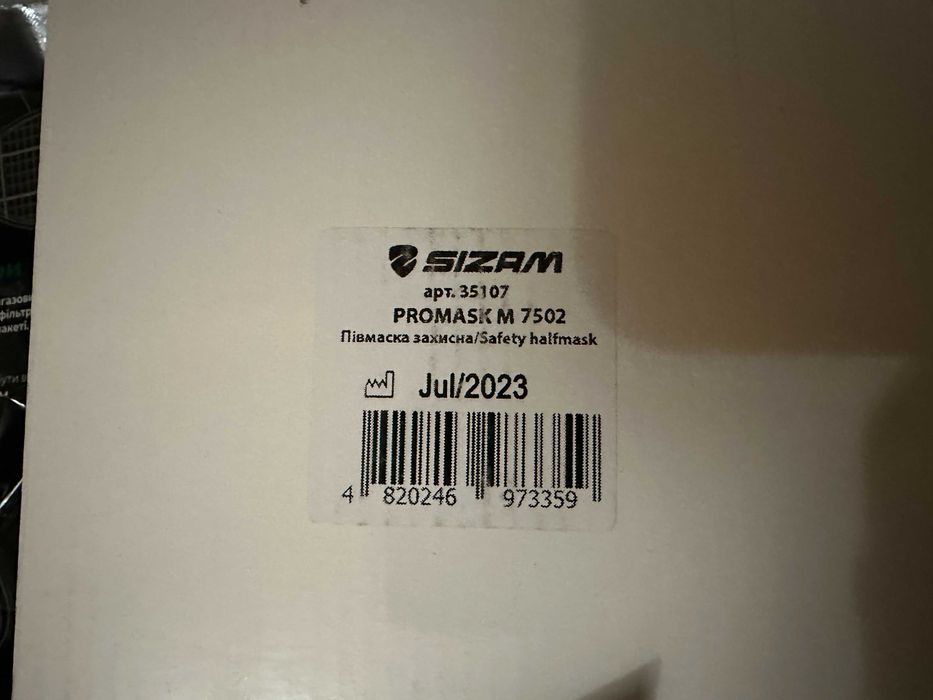 SIZAM
арт. 35107
PROMASK M 7502
Півмаска захисна/Safety halfmask
Jul/2023
4 820246 973359